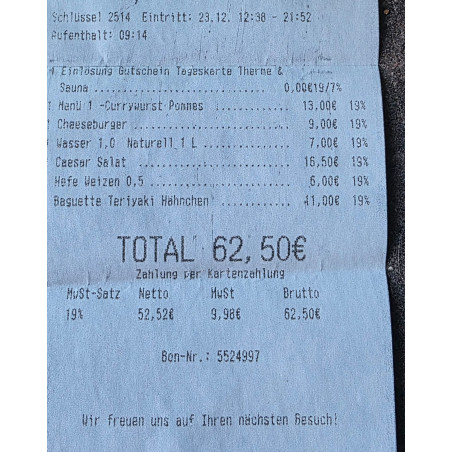 Schlüssel 2514 Eintritt: 23.12. 12:38 - 21:52
Aufenthalt: 09:14
Einlösung Gutschein Tageskarte Therme &
Sauna ............................ 0,00€19/7%
1 Menü 1 -Currywurst Pommes ........... 13,00€ 19%
1 Cheeseburger ........................ 9,00€ 19%
Wasser 1,0 Naturell 1 L ............. 7,00€ 19%
Caesar Salat ........................ 16,50€ 19%
Hefe Weizen 0,5 ..................... 6,00€ 19%
Baguette Teriyaki Hähnchen ............ 11,00€ 19%
TOTAL 62,50€
Zahlung per Kartenzahlung
MwSt-Satz Netto MwSt Brutto
19% 52,52€ 9,98€ 62,50€
Bon-Nr.: 5524997
Wir freuen uns auf Ihren nächsten Besuch!